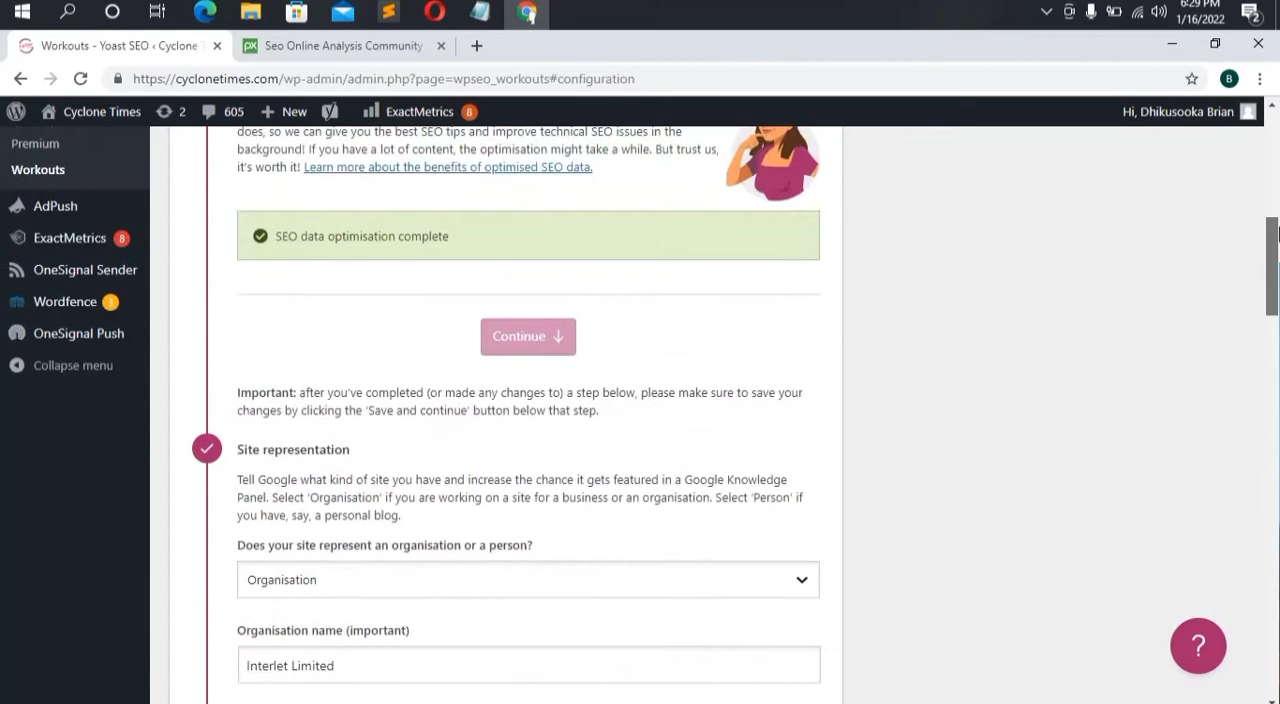 6:29 PM
1/16/2022
2
Workouts - Yoast SEO ‹ Cyclone T
Seo Online Analysis Community
https://cyclonetimes.com/wp-admin/admin.php?page=wpseo_workouts#configuration
B
Cyclone Times
2
605
New
ExactMetrics 8
Hi, Dhikusooka Brian
Premium
Workouts
AdPush
ExactMetrics 8
OneSignal Sender
Wordfence 3
OneSignal Push
Collapse menu
does, so we can give you the best SEO tips and improve technical SEO issues in the
background! If you have a lot of content, the optimisation might take a while. But trust us,
it's worth it! Learn more about the benefits of optimised SEO data.
SEO data optimisation complete
Continue ↓
Important: after you've completed (or made any changes to) a step below, please make sure to save your
changes by clicking the 'Save and continue' button below that step.
Site representation
Tell Google what kind of site you have and increase the chance it gets featured in a Google Knowledge
Panel. Select 'Organisation' if you are working on a site for a business or an organisation. Select 'Person' if
you have, say, a personal blog.
Does your site represent an organisation or a person?
Organisation
Organisation name (important)
Interlet Limited
?